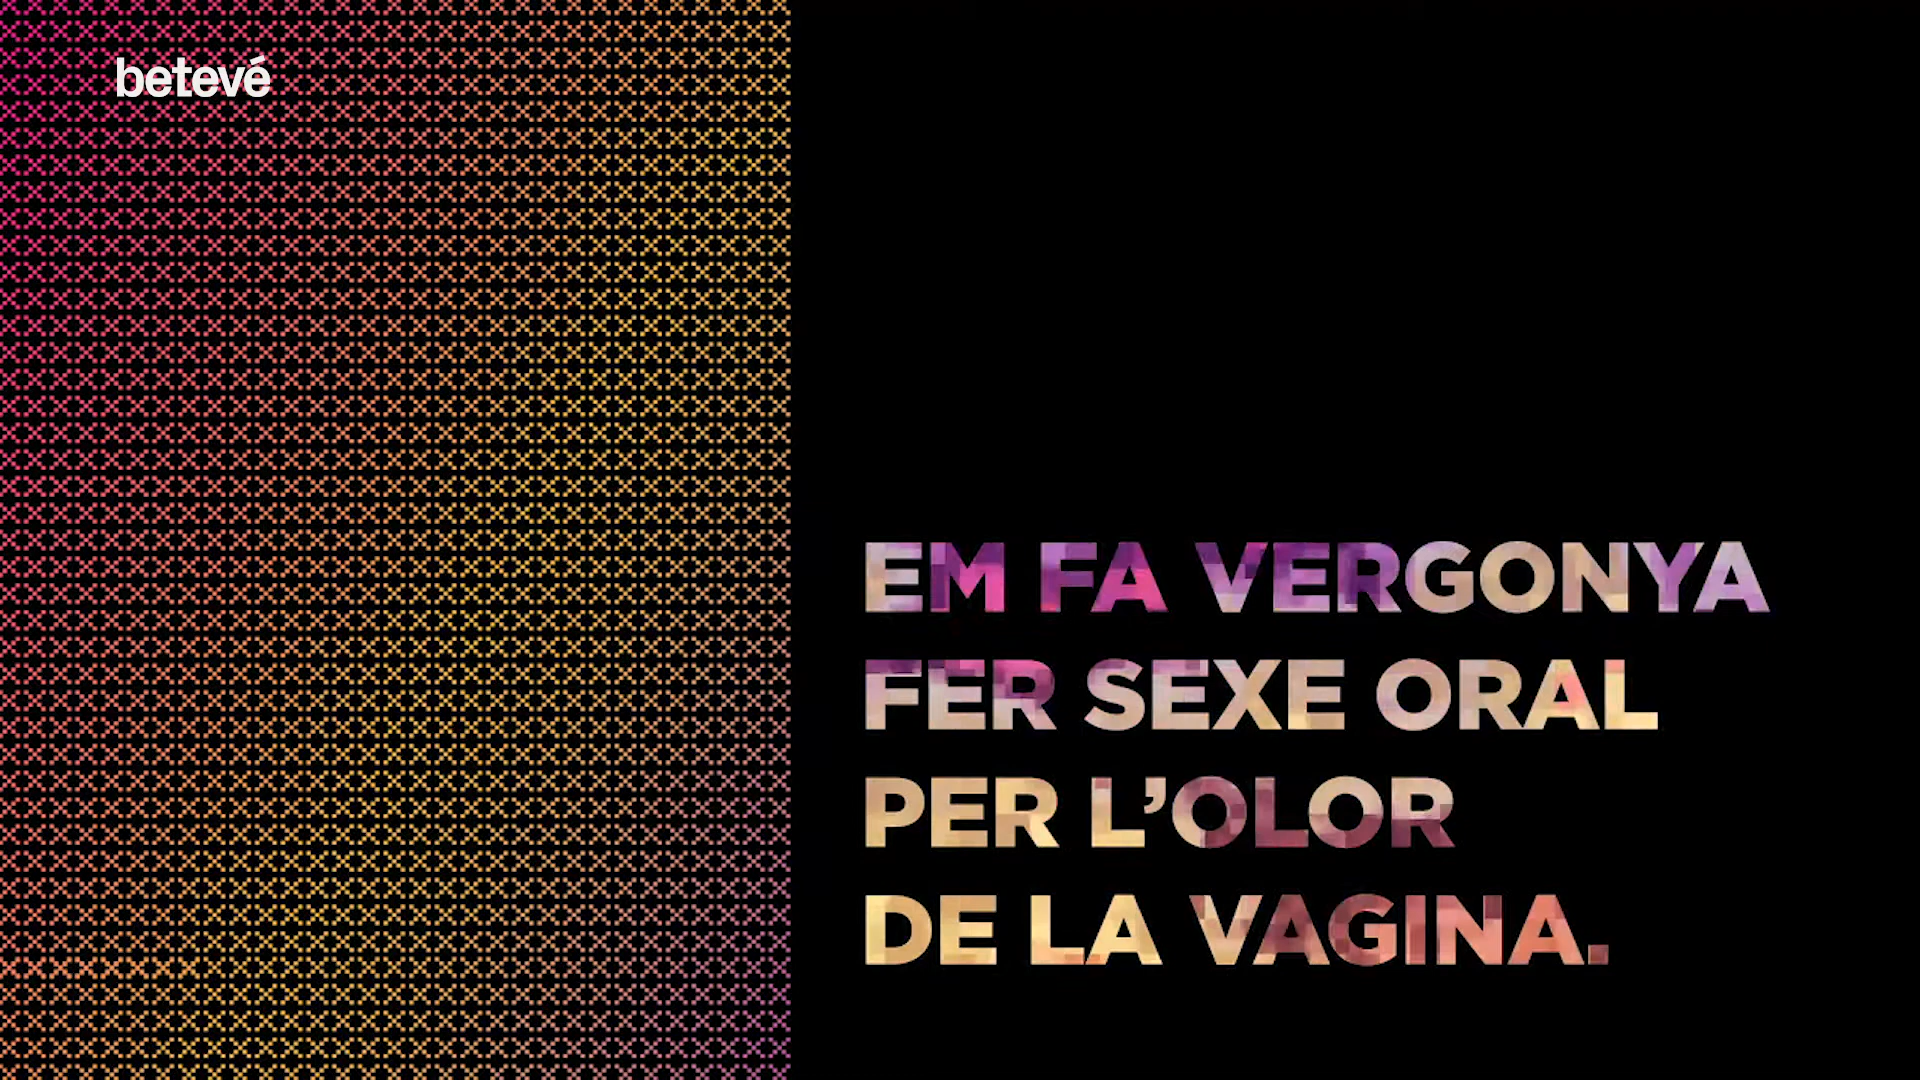 betevé
EM FA VERGONYA
FER SEXE ORAL
PER L’OLOR
DE LA VAGINA.